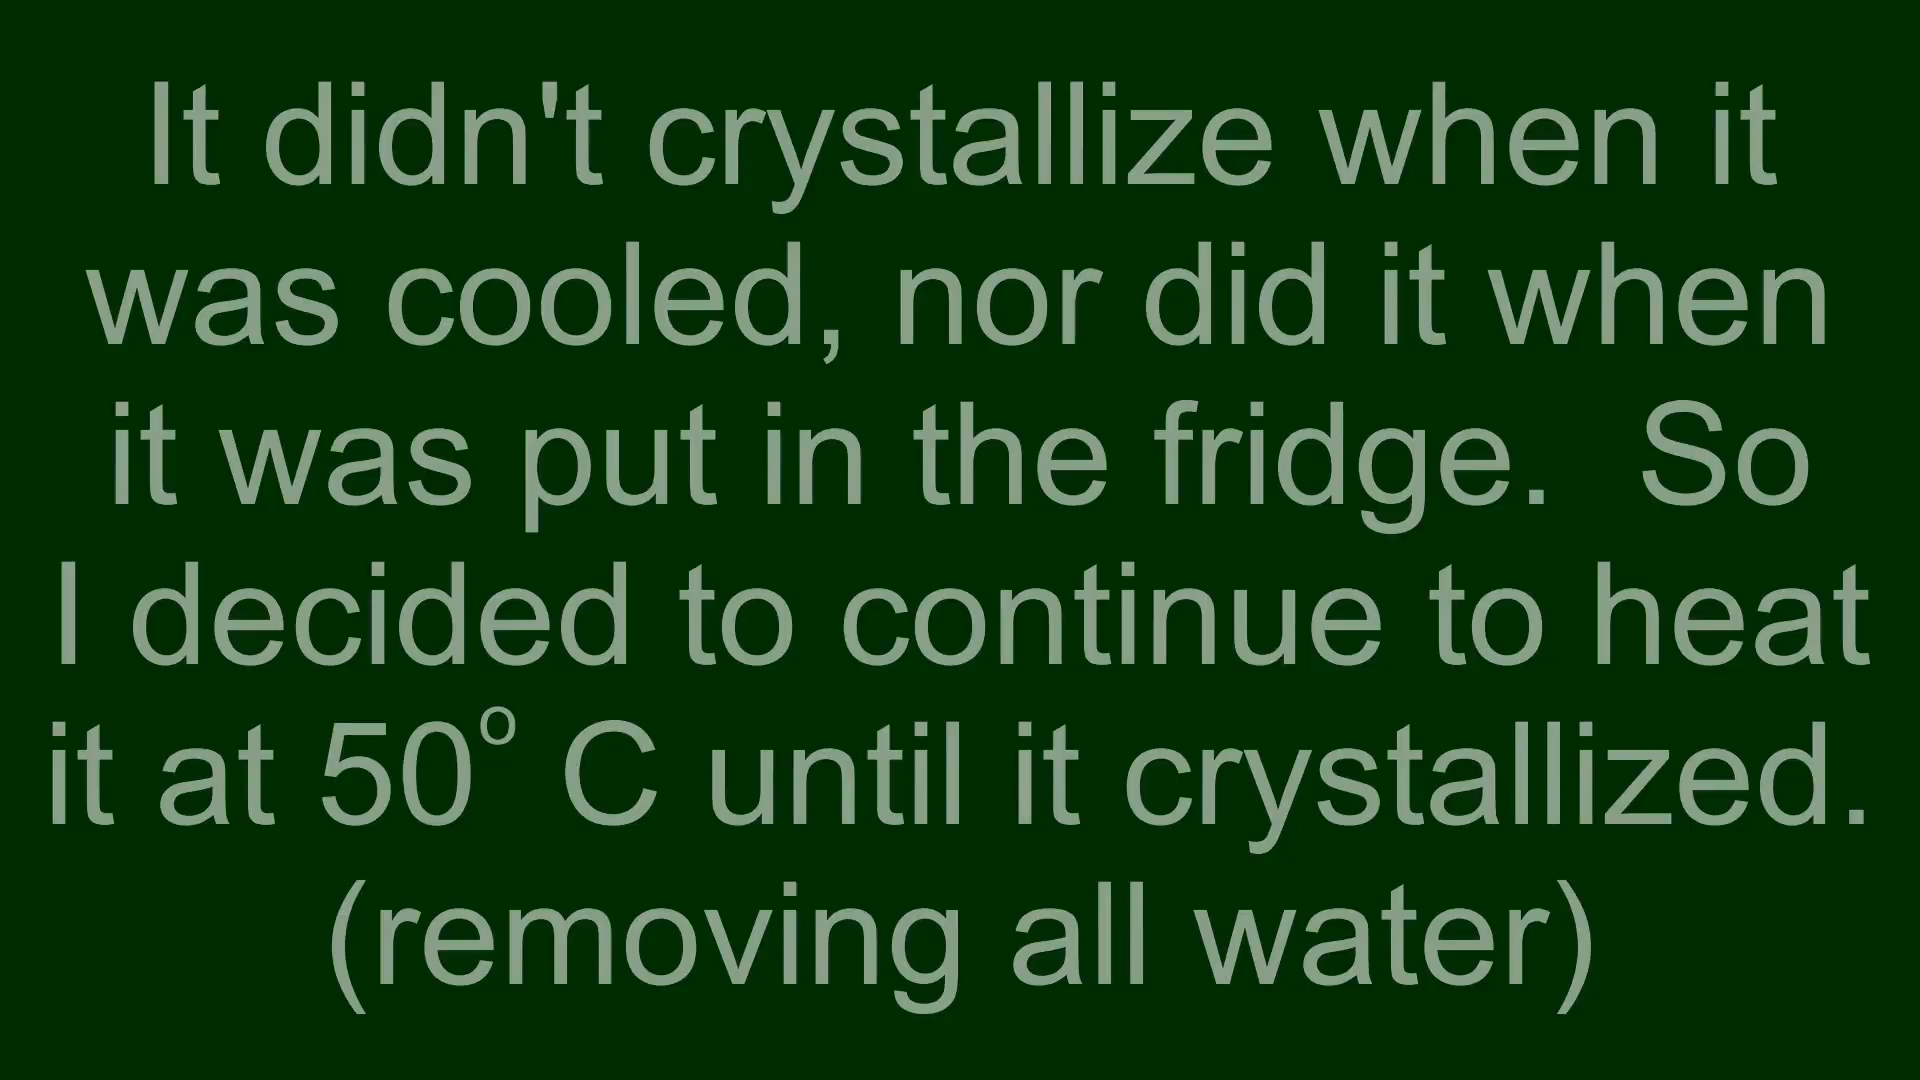 It didn't crystallize when it
was cooled, nor did it when
it was put in the fridge.  So
I decided to continue to heat
it at 50º C until it crystallized.
(removing all water)